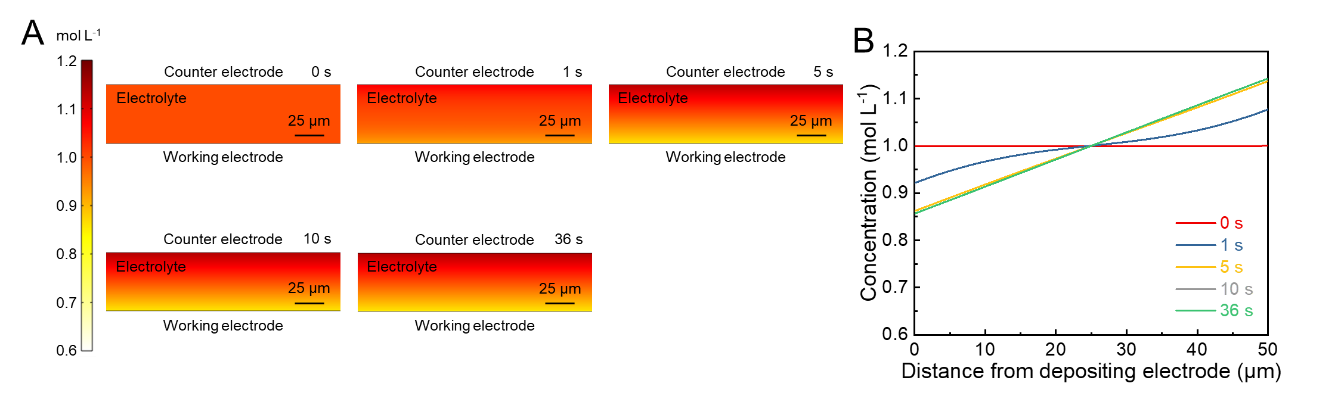 A
mol L⁻¹
1.2
1.1
1.0
0.9
0.8
0.7
0.6
Counter electrode 0 s
Electrolyte
25 μm
Working electrode
Counter electrode 1 s
Electrolyte
25 μm
Working electrode
Counter electrode 5 s
Electrolyte
25 μm
Working electrode
Counter electrode 10 s
Electrolyte
25 μm
Working electrode
Counter electrode 36 s
Electrolyte
25 μm
Working electrode
B
Concentration (mol L⁻¹)
1.2
1.1
1.0
0.9
0.8
0.7
0.6
0 s
1 s
5 s
10 s
36 s
0 10 20 30 40 50
Distance from depositing electrode (μm)